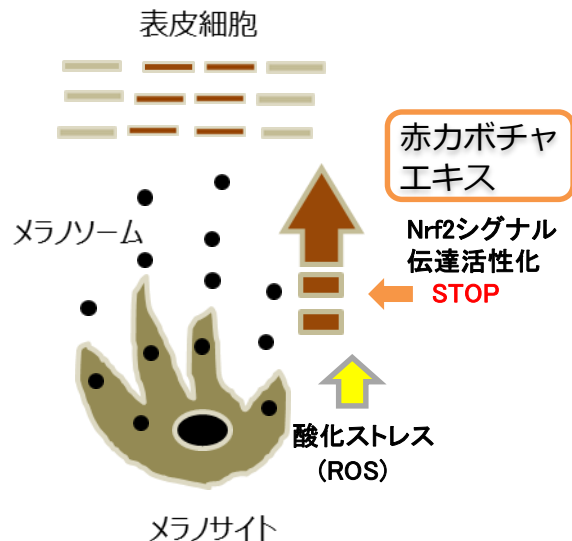 表皮細胞
赤カボチャ
エキス
メラノソーム
Nrf2シグナル
伝達活性化
STOP
酸化ストレス
(ROS)
メラノサイト